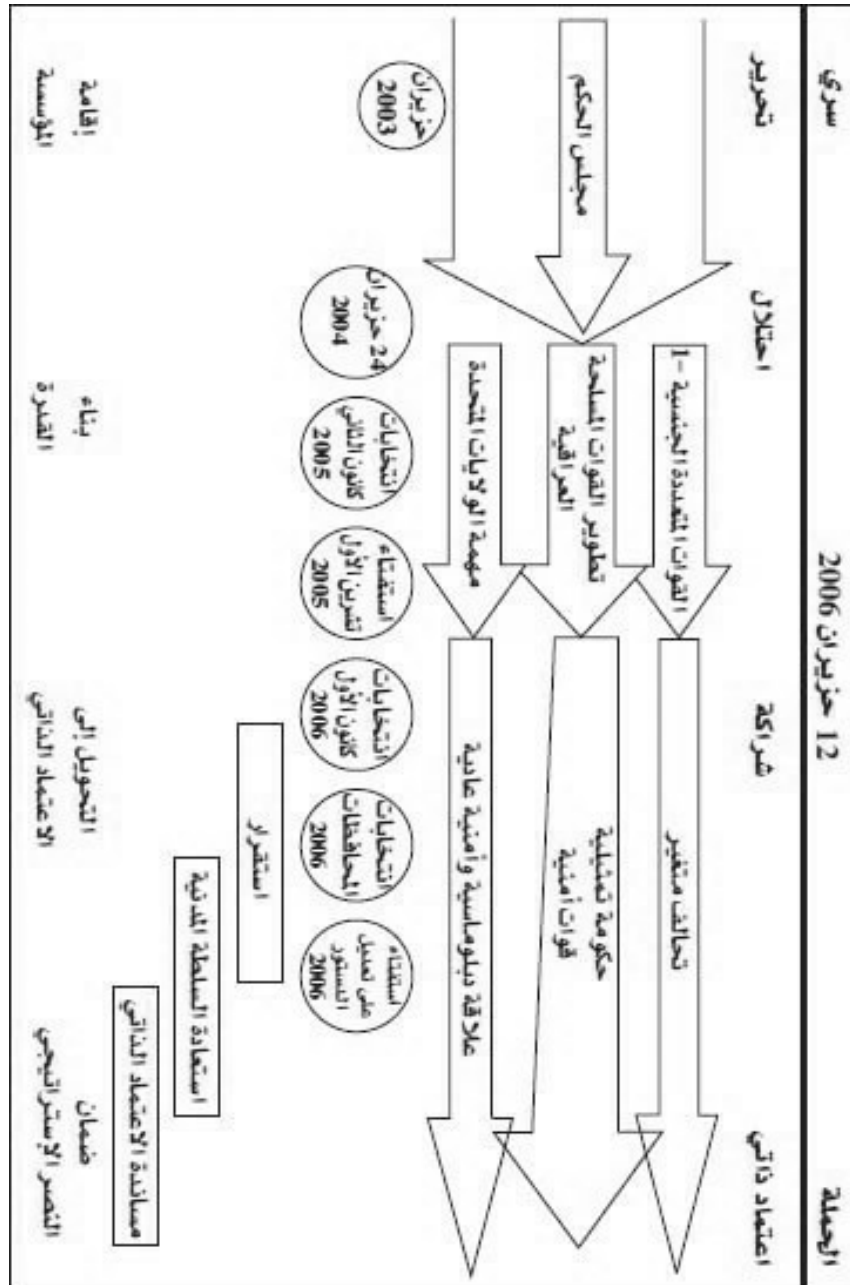 سري
12 حزيران 2006
الحملة
تحرير
احتلال
شراكة
اعتماد ذاتي
مجلس الحكم
القوات المتعددة الجنسية -1
تطوير القوات المسلحة
العراقية
مهمة الولايات المتحدة
تحالف متغير
حكومة تمثيلية
قوات أمنية
علاقة دبلوماسية وأمنية عادية
حزيران
2003
24 حزيران
2004
انتخابات
كانون الثاني
2005
استفتاء
تشرين الأول
2005
انتخابات
كانون الأول
2006
انتخابات
المحافظات
2006
استفتاء
على تعديل
الدستور
2006
استقرار
استعادة السلطة المدنية
مساندة الاعتماد الذاتي
إقامة
المؤسسة
بناء
القدرة
التحويل إلى
الاعتماد الذاتي
ضمان
النصر الإستراتيجي